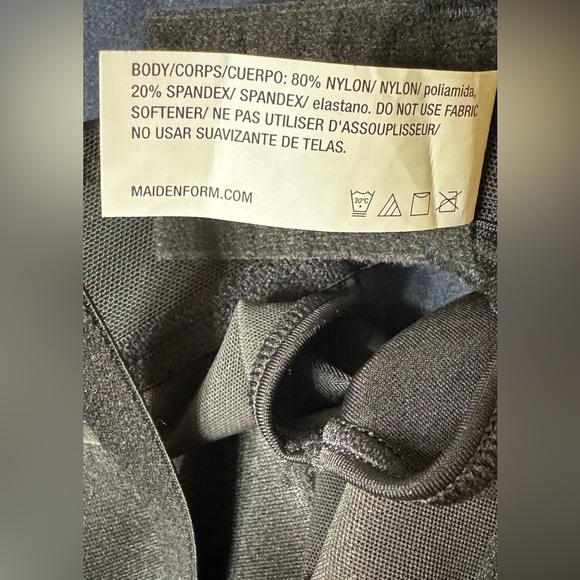 BODY/CORPS/CUERPO: 80% NYLON/ NYLON/ poliamida,
20% SPANDEX/ SPANDEX/ elastano. DO NOT USE FABRIC
SOFTENER/ NE PAS UTILISER D'ASSOUPLISSEUR/
NO USAR SUAVIZANTE DE TELAS.
MAIDENFORM.COM
30°C